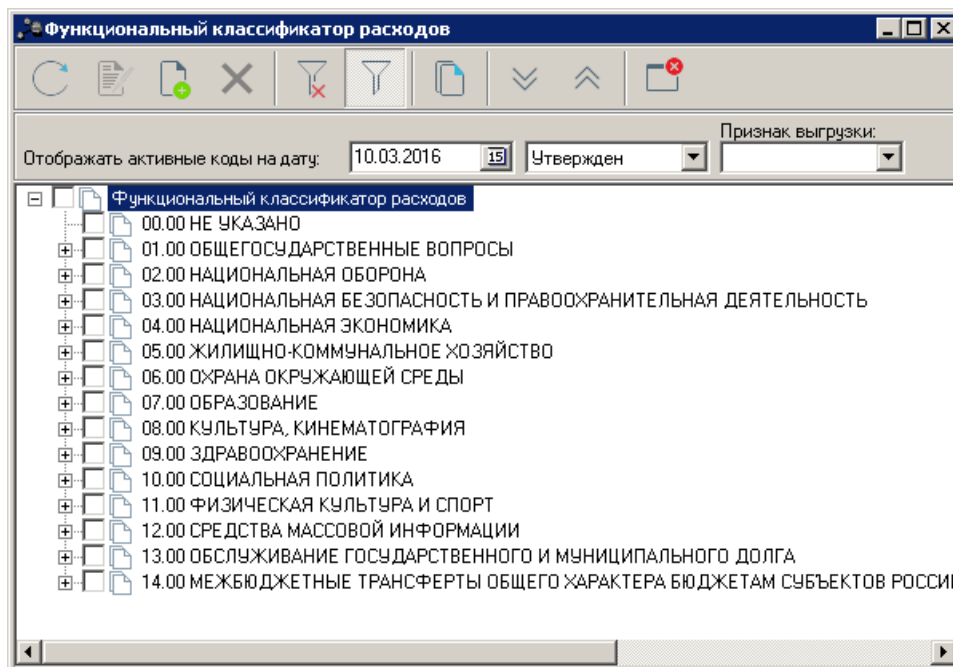 Функциональный классификатор расходов
Признак выгрузки:
Отображать активные коды на дату: 10.03.2016 15 Утвержден
Функциональный классификатор расходов
00.00 НЕ УКАЗАНО
01.00 ОБЩЕГОСУДАРСТВЕННЫЕ ВОПРОСЫ
02.00 НАЦИОНАЛЬНАЯ ОБОРОНА
03.00 НАЦИОНАЛЬНАЯ БЕЗОПАСНОСТЬ И ПРАВООХРАНИТЕЛЬНАЯ ДЕЯТЕЛЬНОСТЬ
04.00 НАЦИОНАЛЬНАЯ ЭКОНОМИКА
05.00 ЖИЛИЩНО-КОММУНАЛЬНОЕ ХОЗЯЙСТВО
06.00 ОХРАНА ОКРУЖАЮЩЕЙ СРЕДЫ
07.00 ОБРАЗОВАНИЕ
08.00 КУЛЬТУРА, КИНЕМАТОГРАФИЯ
09.00 ЗДРАВООХРАНЕНИЕ
10.00 СОЦИАЛЬНАЯ ПОЛИТИКА
11.00 ФИЗИЧЕСКАЯ КУЛЬТУРА И СПОРТ
12.00 СРЕДСТВА МАССОВОЙ ИНФОРМАЦИИ
13.00 ОБСЛУЖИВАНИЕ ГОСУДАРСТВЕННОГО И МУНИЦИПАЛЬНОГО ДОЛГА
14.00 МЕЖБЮДЖЕТНЫЕ ТРАНСФЕРТЫ ОБЩЕГО ХАРАКТЕРА БЮДЖЕТАМ СУБЪЕКТОВ РОССИ